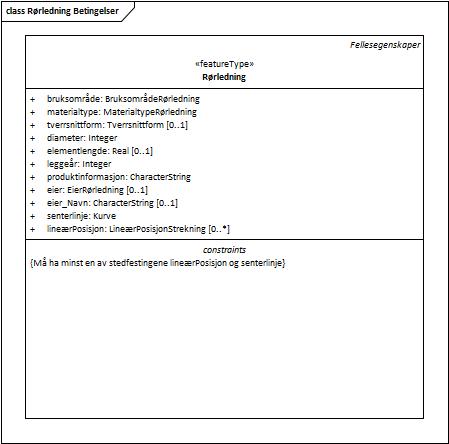 class Rørledning Betingelser
Fellesegenskaper
«featureType»
Rørledning
+ bruksområde: BruksområdeRørledning
+ materialtype: MaterialtypeRørledning
+ tverrsnittform: Tverrsnittform [0..1]
+ diameter: Integer
+ elementlengde: Real [0..1]
+ leggeår: Integer
+ produktinformasjon: CharacterString
+ eier: EierRørledning [0..1]
+ eier_Navn: CharacterString [0..1]
+ senterlinje: Kurve
+ lineærPosisjon: LineærPosisjonStrekning [0..*]
constraints
{Må ha minst en av stedfestingene lineærPosisjon og senterlinje}